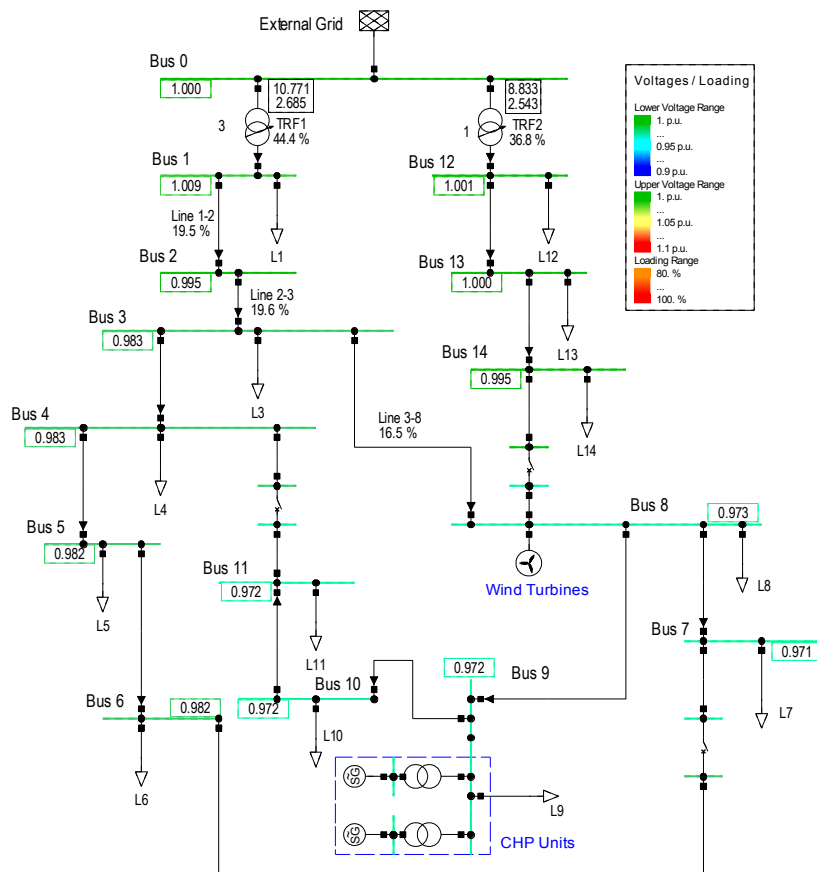 External Grid
Bus 0
1.000
10.771
2.685
8.833
2.543
3
TRF1
44.4 %
1
TRF2
36.8 %
Voltages / Loading
Lower Voltage Range
1. p.u.
...
0.95 p.u.
...
0.9 p.u.
Upper Voltage Range
1. p.u.
...
1.05 p.u.
...
1.1 p.u.
Loading Range
80. %
...
100. %
Bus 1
1.009
Bus 12
1.001
Line 1-2
19.5 %
L1
L12
Bus 2
0.995
Bus 13
1.000
Line 2-3
19.6 %
Bus 3
0.983
L13
L3
Bus 14
0.995
Line 3-8
16.5 %
Bus 4
0.983
L14
L4
Bus 8
0.973
Bus 5
0.982
Wind Turbines
L8
Bus 11
0.972
L5
L11
Bus 7
0.971
Bus 9
0.972
Bus 10
0.972
Bus 6
0.982
L7
L10
L6
SG
L9
SG
CHP Units